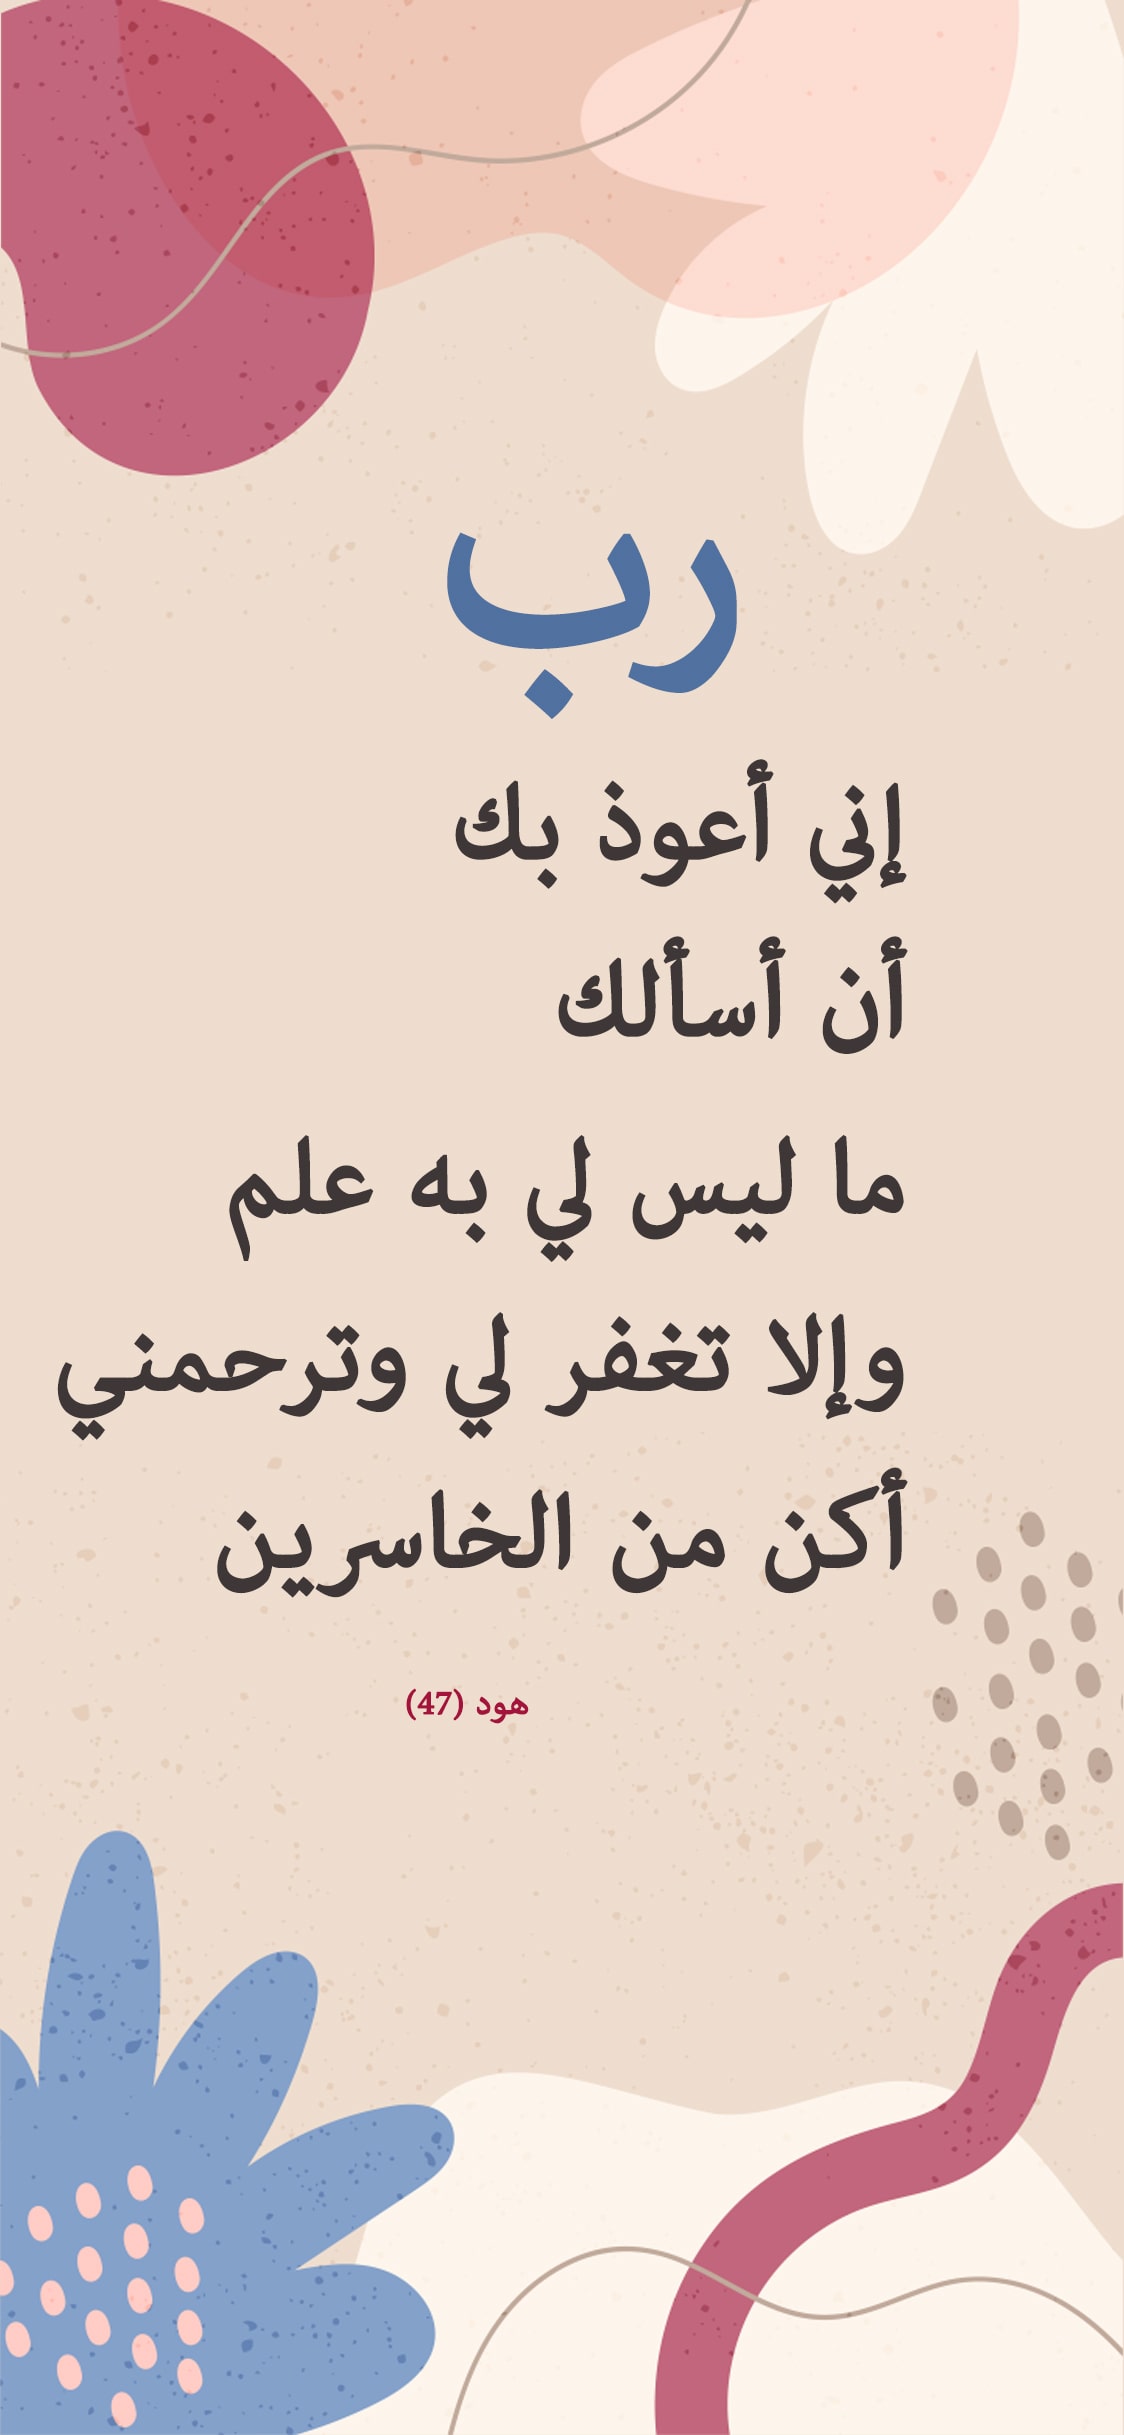 رب
إني أعوذ بك
أن أسألك
ما ليس لي به علم
وإلا تغفر لي وترحمني
أكن من الخاسرين
هود (47)